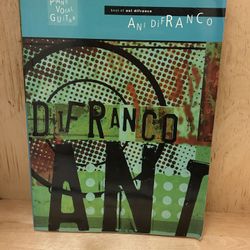 PIANO
VOCAL
GUITAR
best of ani difranco
ANI DIFRANCO
DIFRANCO
ANI